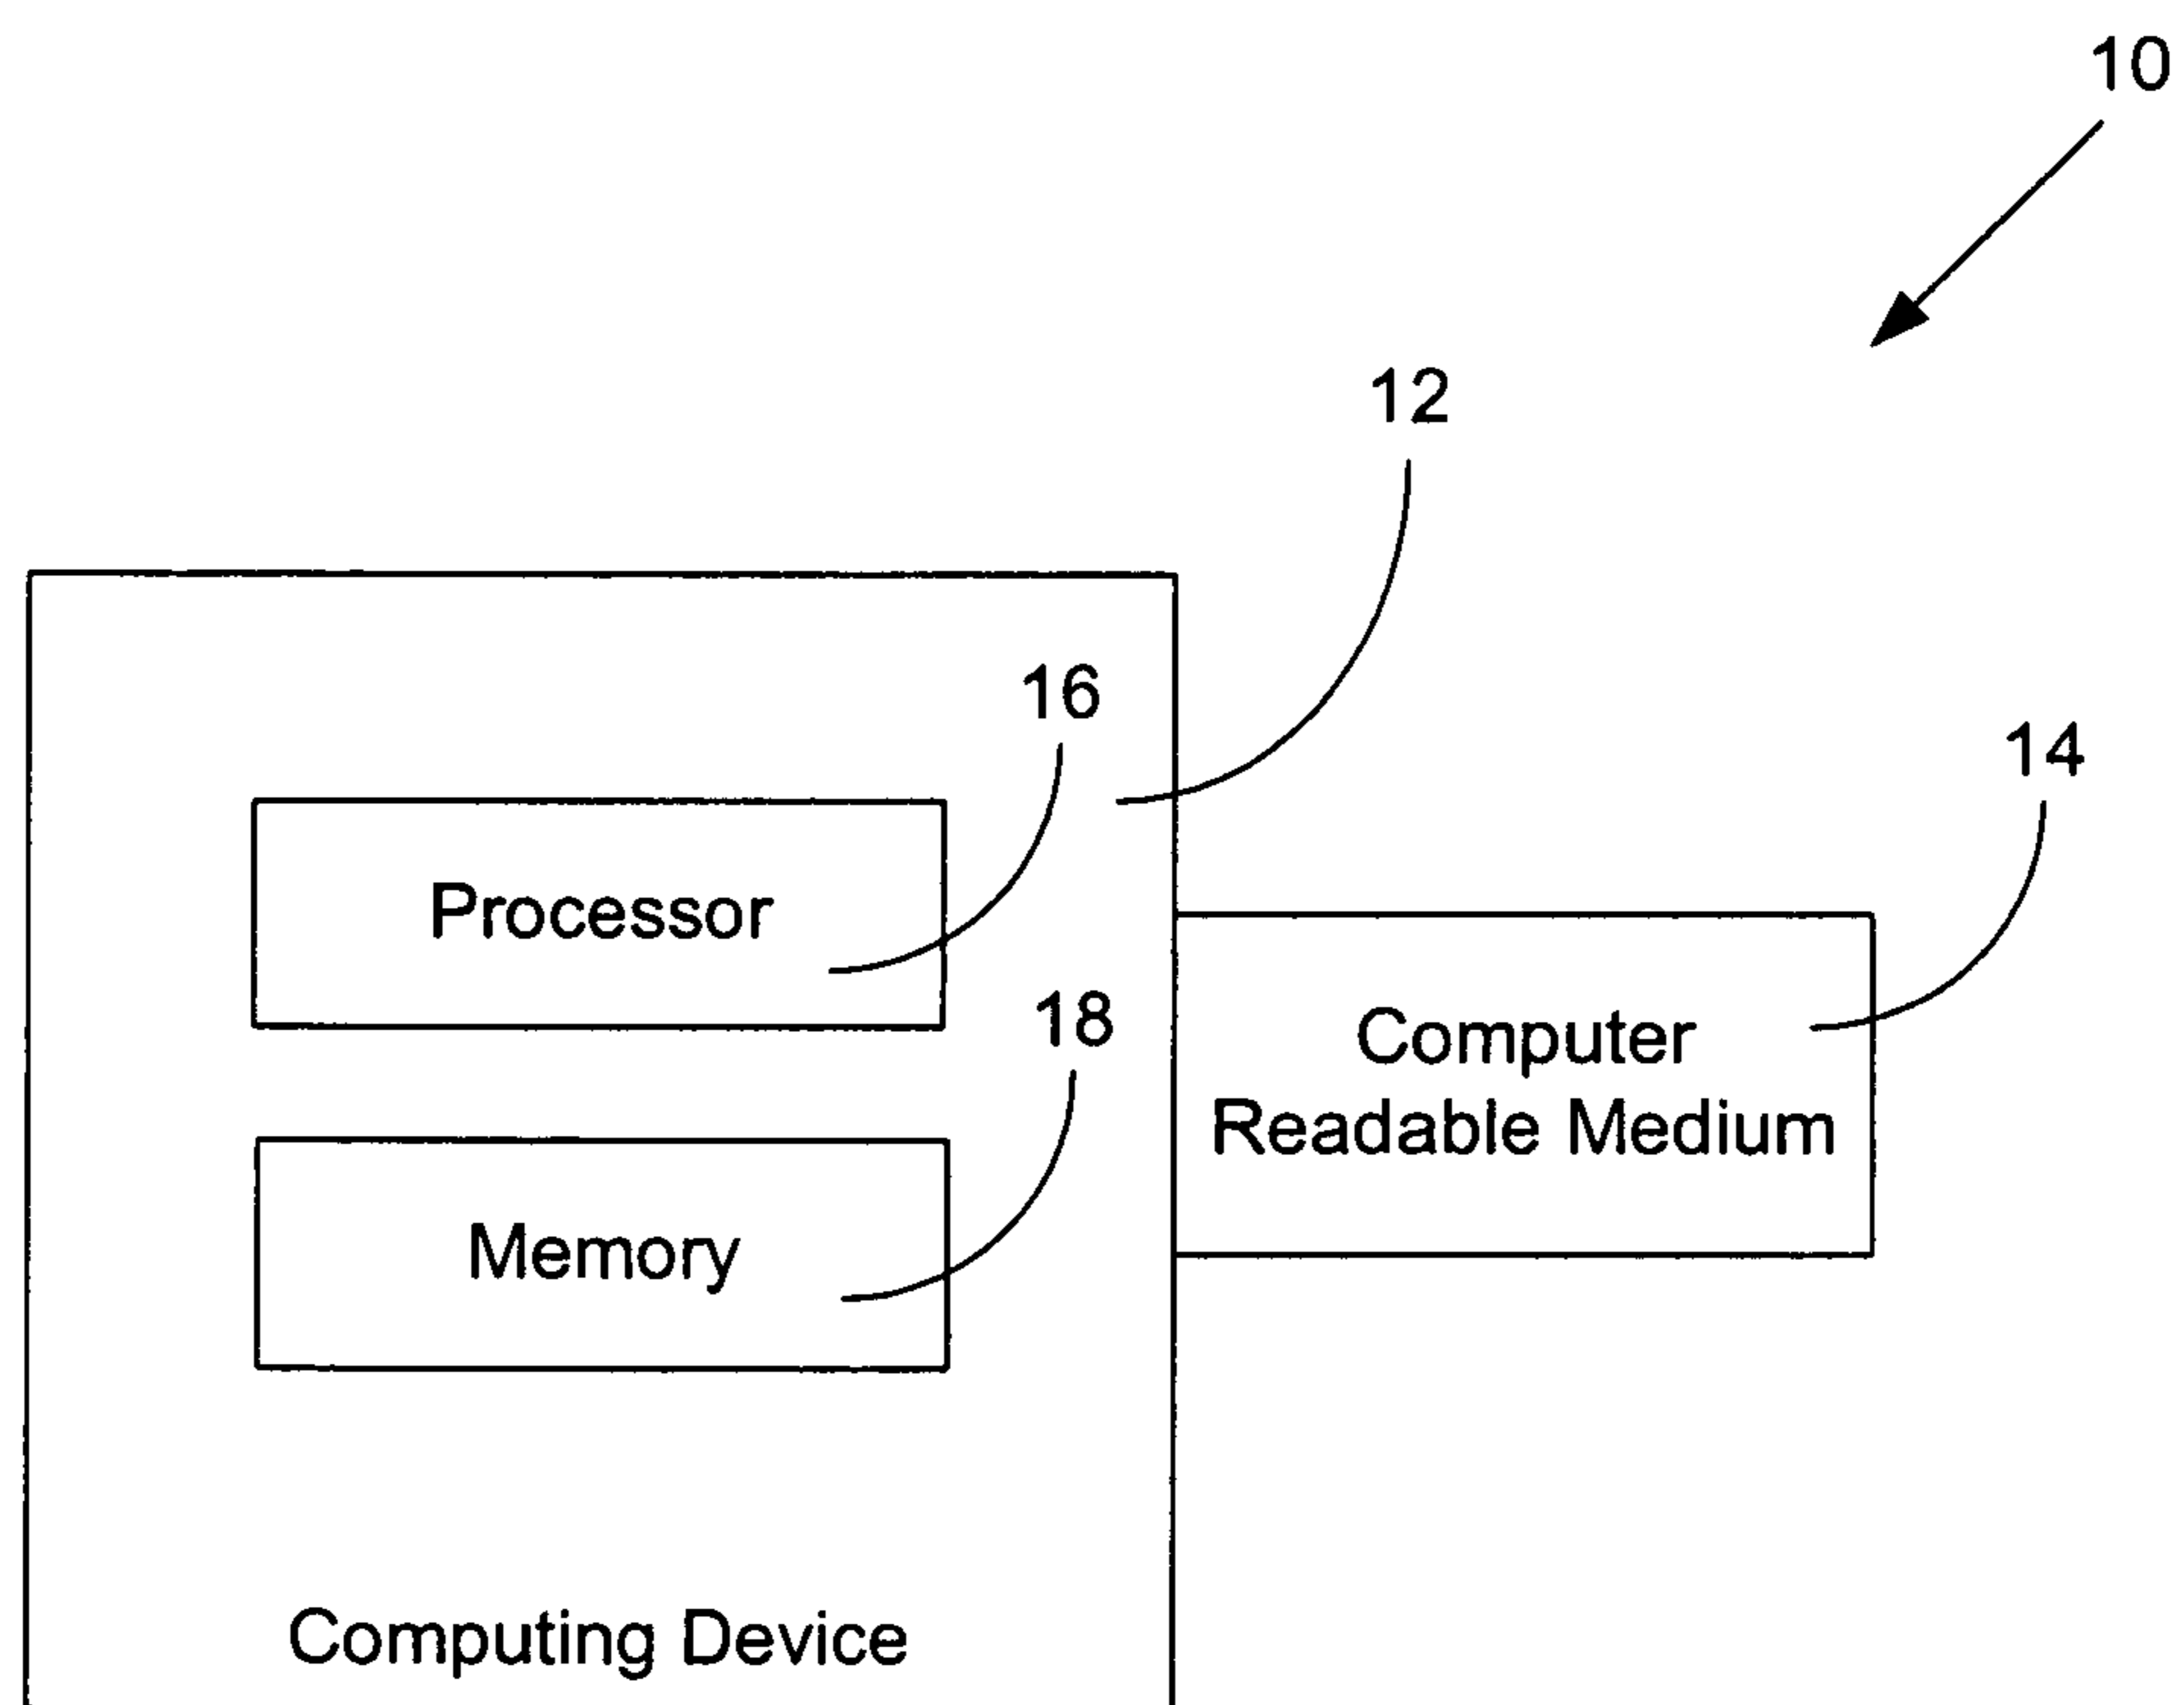 10
12
16
14
Processor
18
Computer
Readable Medium
Memory
Computing Device